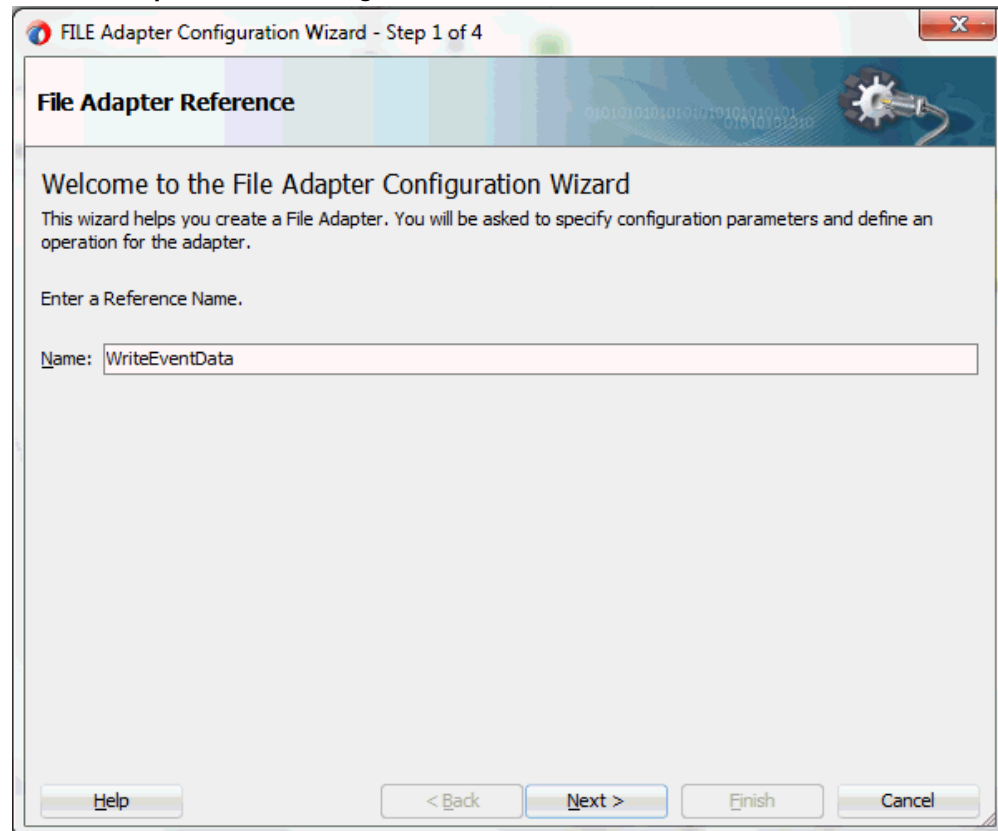 FILE Adapter Configuration Wizard - Step 1 of 4
File Adapter Reference
Welcome to the File Adapter Configuration Wizard
This wizard helps you create a File Adapter. You will be asked to specify configuration parameters and define an
operation for the adapter.
Enter a Reference Name.
Name: WriteEventData
Help < Back Next > Finish Cancel